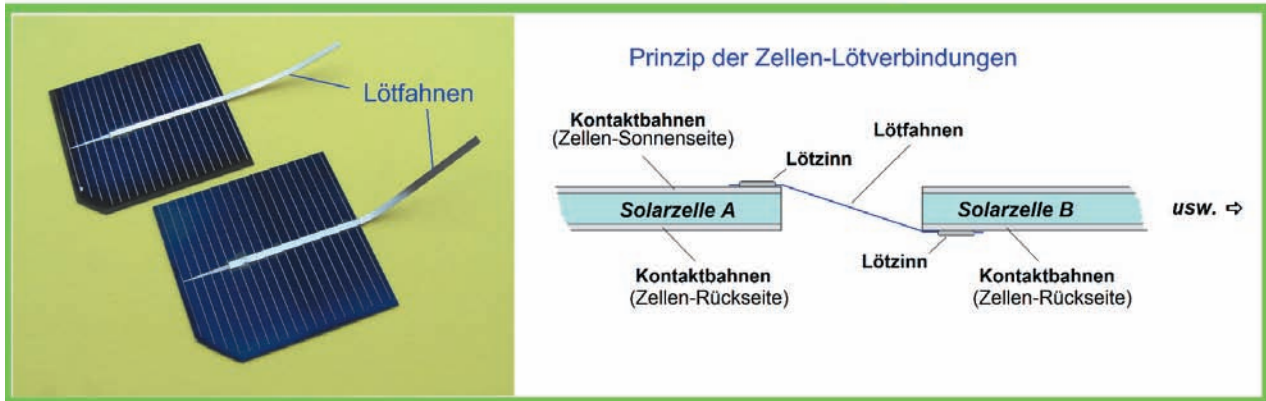 Lötfahnen
Prinzip der Zellen-Lötverbindungen
Kontaktbahnen
(Zellen-Sonnenseite)
Lötfahnen
Lötzinn
Solarzelle A
Solarzelle B
usw. ⇨
Lötzinn
Kontaktbahnen
(Zellen-Rückseite)
Kontaktbahnen
(Zellen-Rückseite)